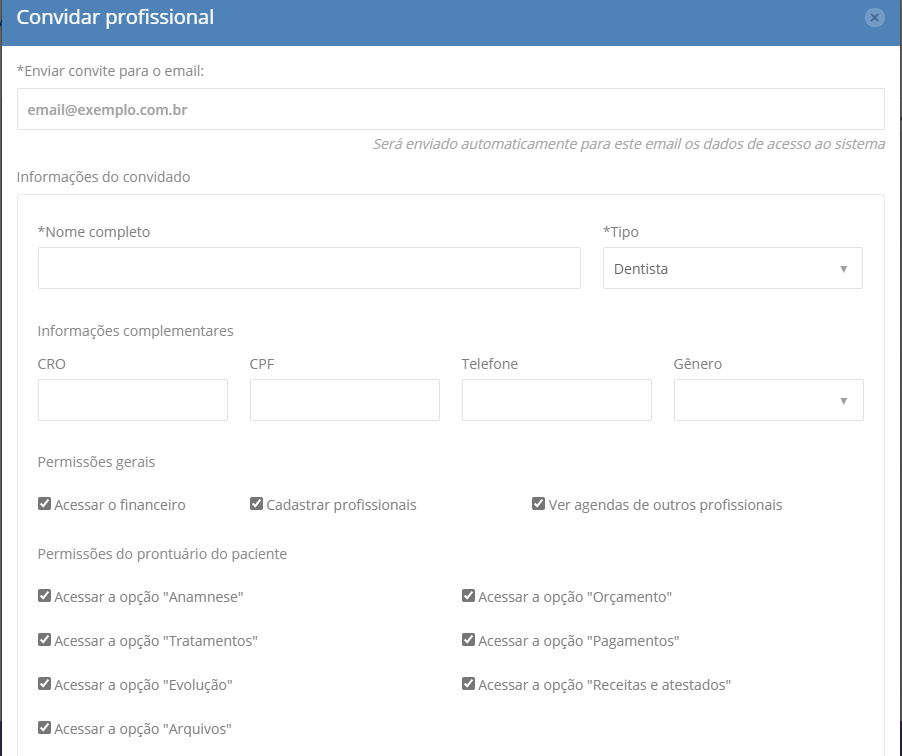 Convidar profissional
*Enviar convite para o email:
email@exemplo.com.br
Será enviado automaticamente para este email os dados de acesso ao sistema
Informações do convidado
*Nome completo *Tipo
Dentista
Informações complementares
CRO CPF Telefone Gênero
Permissões gerais
Acessar o financeiro Cadastrar profissionais Ver agendas de outros profissionais
Permissões do prontuário do paciente
Acessar a opção "Anamnese" Acessar a opção "Orçamento"
Acessar a opção "Tratamentos" Acessar a opção "Pagamentos"
Acessar a opção "Evolução" Acessar a opção "Receitas e atestados"
Acessar a opção "Arquivos"